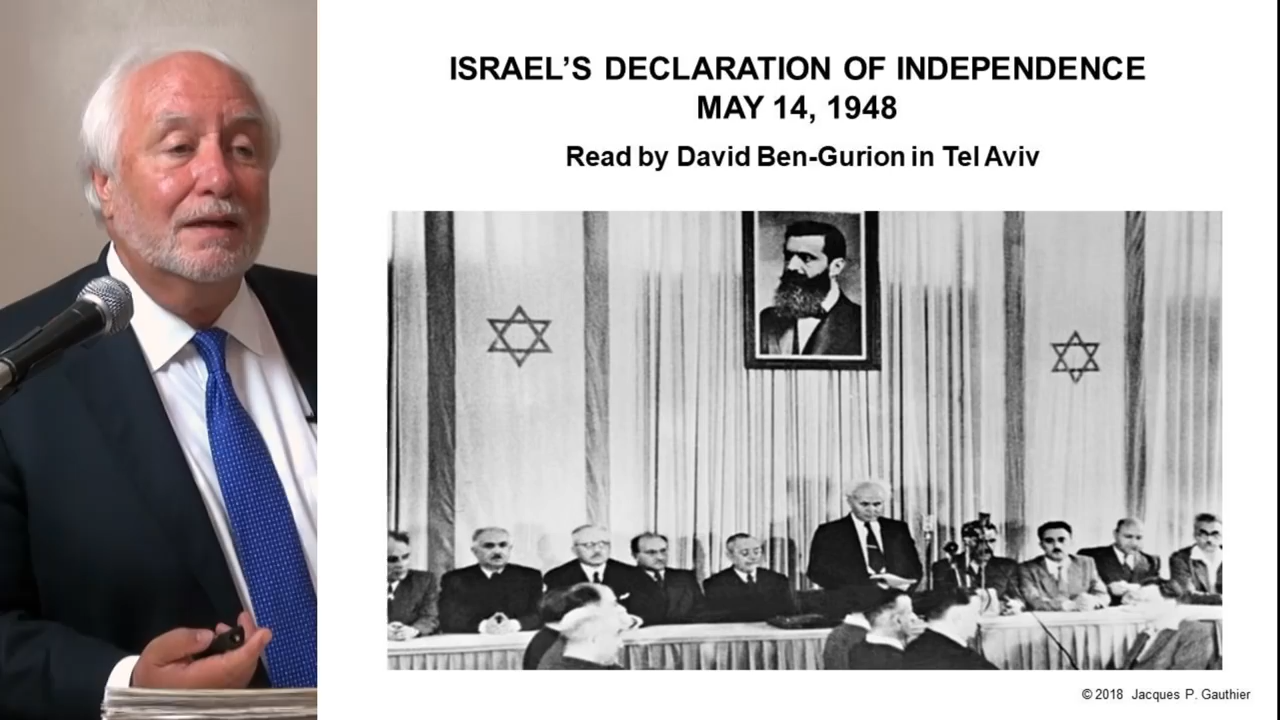 ISRAEL'S DECLARATION OF INDEPENDENCE
MAY 14, 1948
Read by David Ben-Gurion in Tel Aviv
© 2018 Jacques P. Gauthier